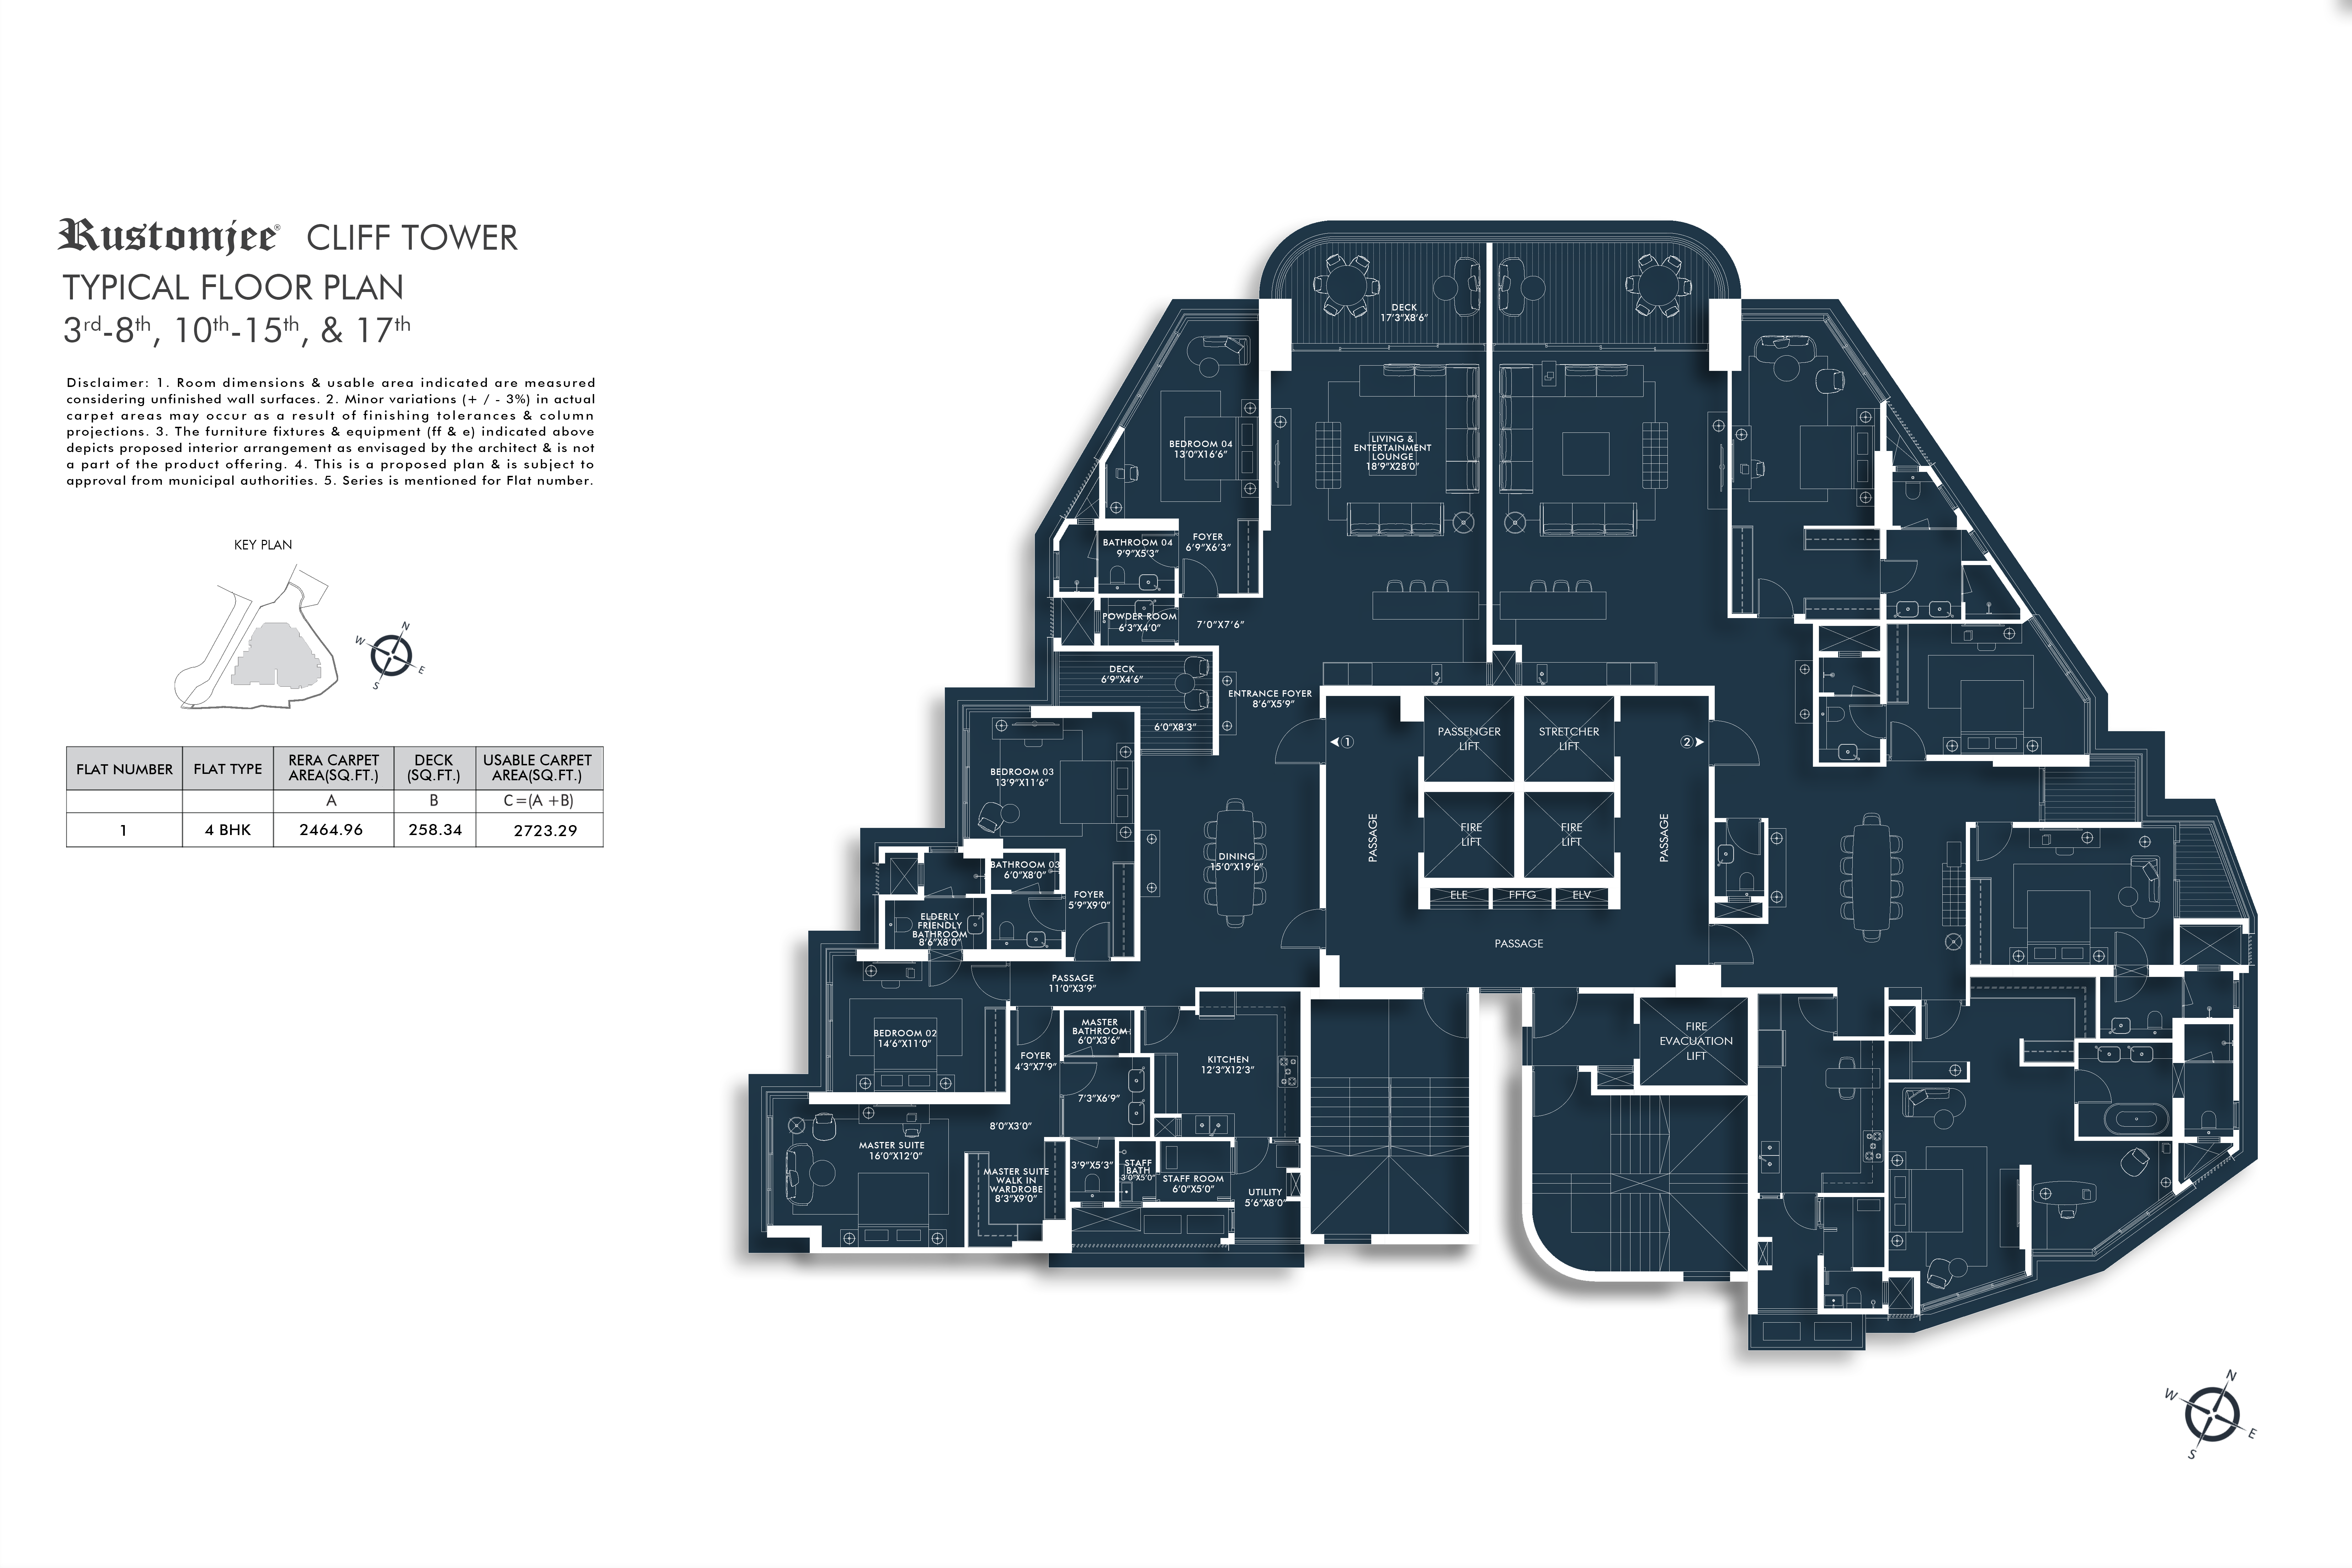 Rustomjee® CLIFF TOWER
TYPICAL FLOOR PLAN
3rd-8th, 10th-15th, & 17th
Disclaimer: 1. Room dimensions & usable area indicated are measured
considering unfinished wall surfaces. 2. Minor variations (+ / - 3%) in actual
carpet areas may occur as a result of finishing tolerances & column
projections. 3. The furniture fixtures & equipment (ff & e) indicated above
depicts proposed interior arrangement as envisaged by the architect & is not
a part of the product offering. 4. This is a proposed plan & is subject to
approval from municipal authorities. 5. Series is mentioned for Flat number.
KEY PLAN
N
W
E
S
FLAT NUMBER FLAT TYPE RERA CARPET AREA(SQ.FT.) DECK (SQ.FT.) USABLE CARPET AREA(SQ.FT.)
A B C=(A +B)
1 4 BHK 2464.96 258.34 2723.29
DECK
17'3"X8'6"
LIVING &
ENTERTAINMENT
LOUNGE
18'9"X28'0"
BEDROOM 04
13'0"X16'6"
BATHROOM 04
9'9"X5'3"
FOYER
6'9"X6'3"
POWDER ROOM
6'3"X4'0"
7'0"X7'6"
DECK
6'9"X4'6"
6'0"X8'3"
ENTRANCE FOYER
8'6"X5'9"
1
2
PASSENGER
LIFT
STRETCHER
LIFT
FIRE
LIFT
FIRE
LIFT
PASSAGE
PASSAGE
ELE
FFTG
ELV
PASSAGE
BEDROOM 03
13'9"X11'6"
DINING
15'0"X19'6"
BATHROOM 03
6'0"X8'0"
FOYER
5'9"X9'0"
ELDERLY
FRIENDLY
BATHROOM
8'6"X8'0"
PASSAGE
11'0"X3'9"
BEDROOM 02
14'6"X11'0"
FOYER
4'3"X7'9"
MASTER
BATHROOM
6'0"X3'6"
KITCHEN
12'3"X12'3"
7'3"X6'9"
8'0"X3'0"
MASTER SUITE
16'0"X12'0"
MASTER SUITE
WALK IN
WARDROBE
8'3"X9'0"
3'9"X5'3"
STAFF
BATH
3'0"X5'0"
STAFF ROOM
6'0"X5'0"
UTILITY
5'6"X8'0"
FIRE
EVACUATION
LIFT
N
W
E
S